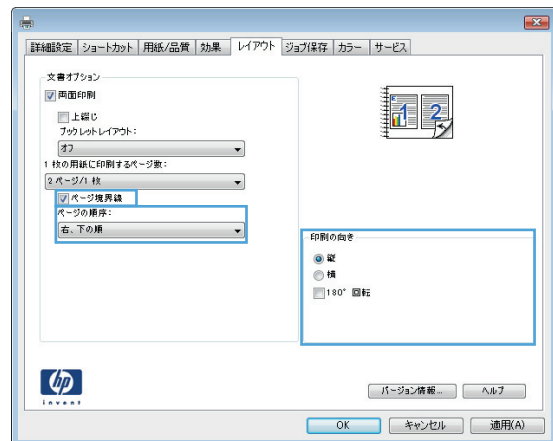 詳細設定 ショートカット 用紙/品質 効果 レイアウト ジョブ保存 カラー サービス
文書オプション
両面印刷
上綴じ
ブックレットレイアウト:
オフ
1 枚の用紙に印刷するページ数:
2 ページ/1 枚
ページ境界線
ページの順序:
右、下の順
1 2
印刷の向き
縦
横
180° 回転
hp
invent
バージョン情報... ヘルプ
OK キャンセル 適用(A)